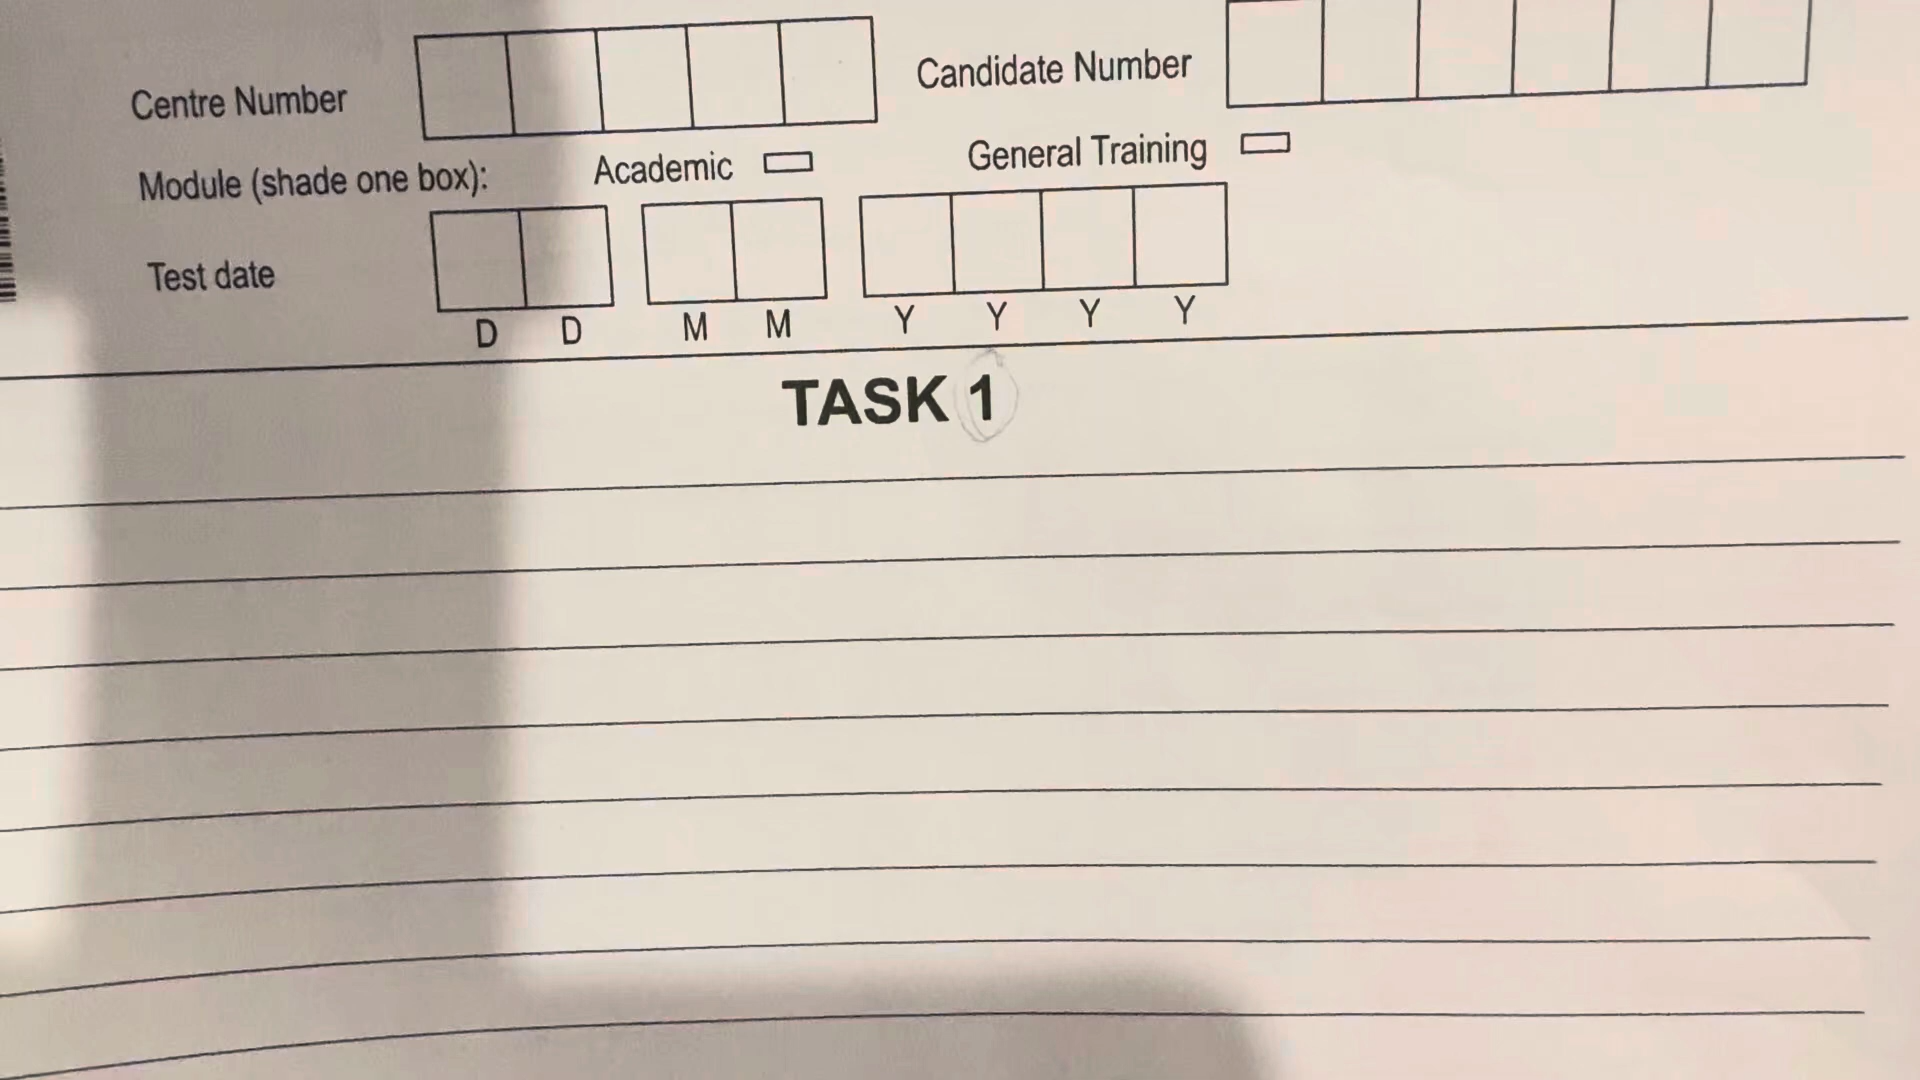 Centre Number Candidate Number
Module (shade one box): Academic General Training
Test date
D D M M Y Y Y Y
TASK 1